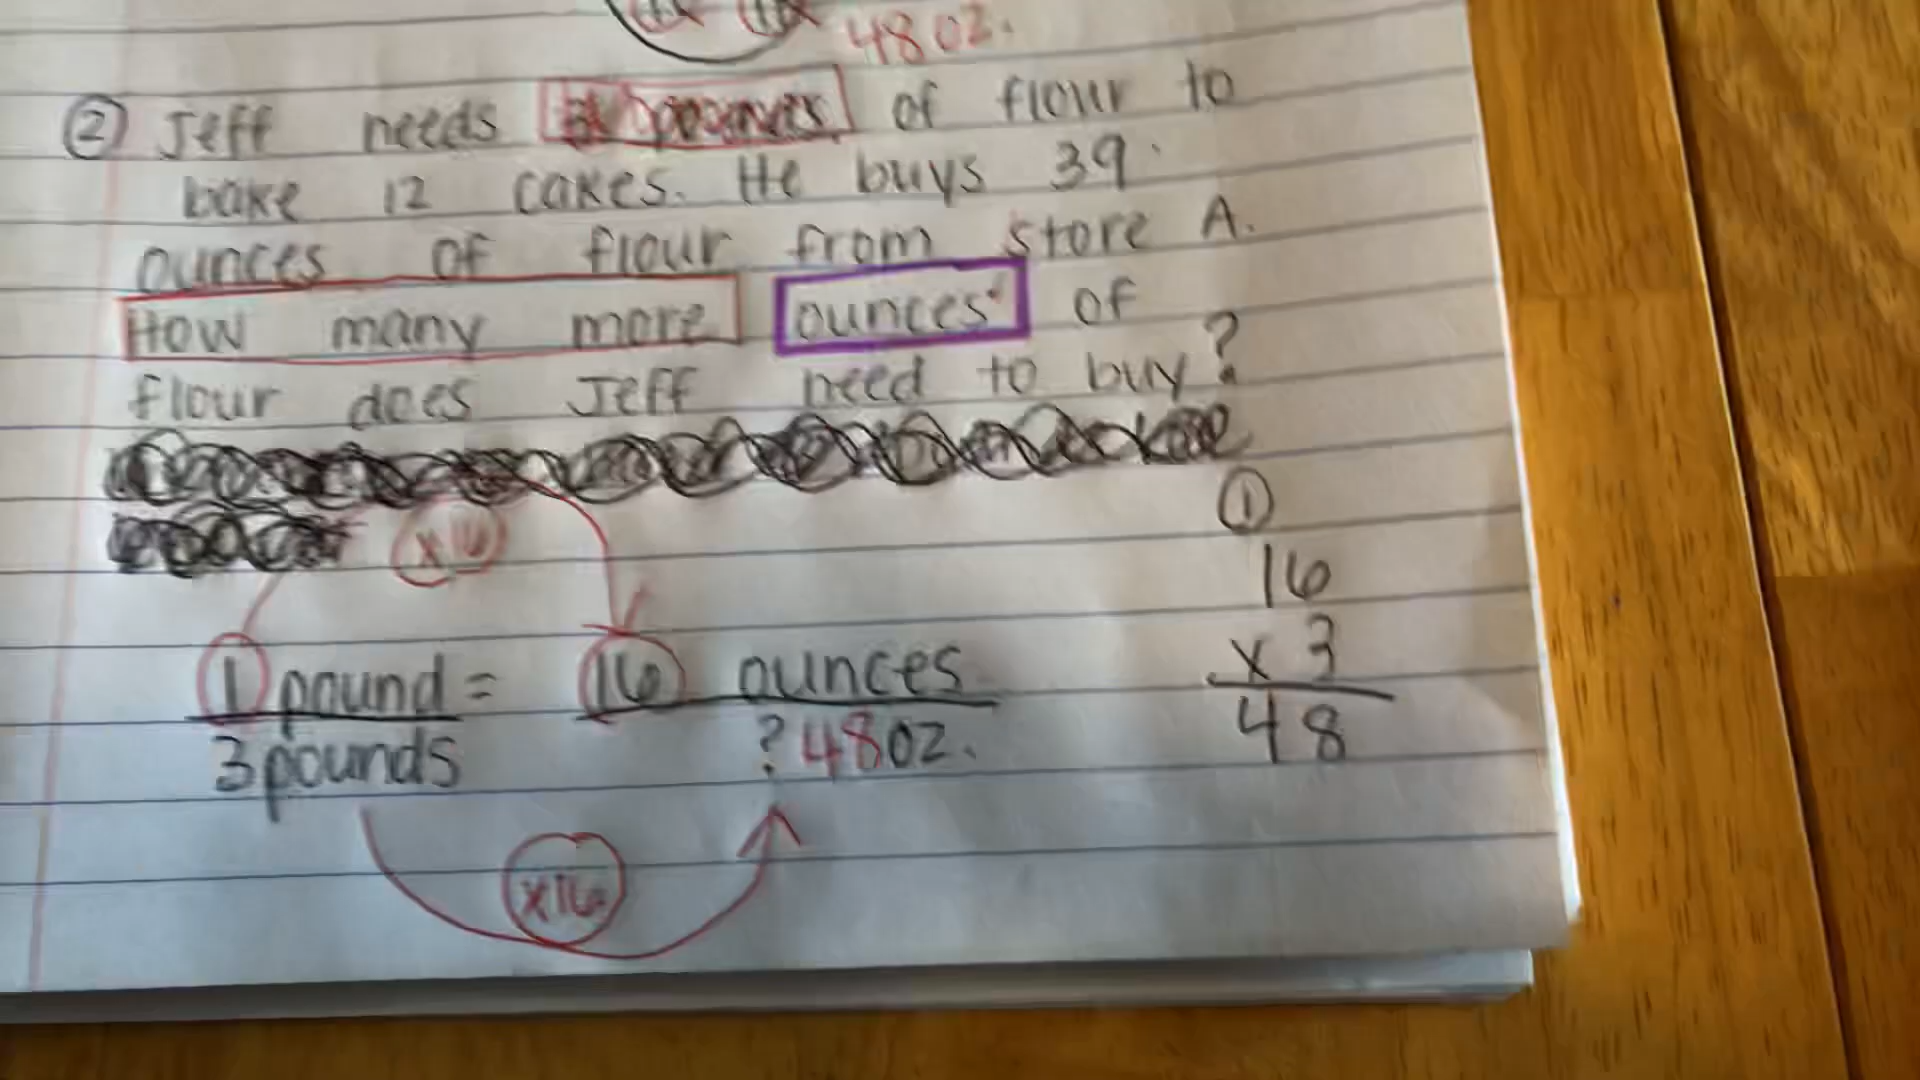 48 oz.
② Jeff needs 3 pounds of flour to
bake 12 cakes. He buys 39
ounces of flour from store A.
How many more ounces of
flour does Jeff need to buy?
①
x16
16
x 3
48
1 pound = 16 ounces
3 pounds ? 48 oz.
x16